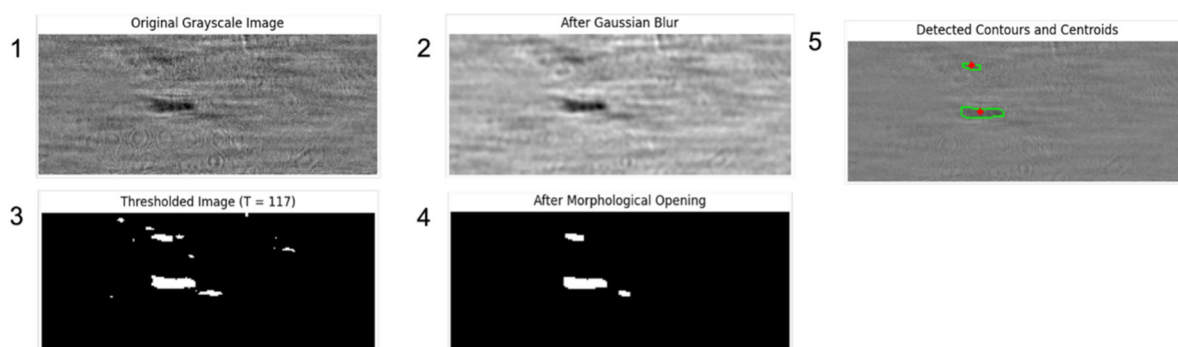 1
Original Grayscale Image
2
After Gaussian Blur
5
Detected Contours and Centroids
3
Thresholded Image (T = 117)
4
After Morphological Opening